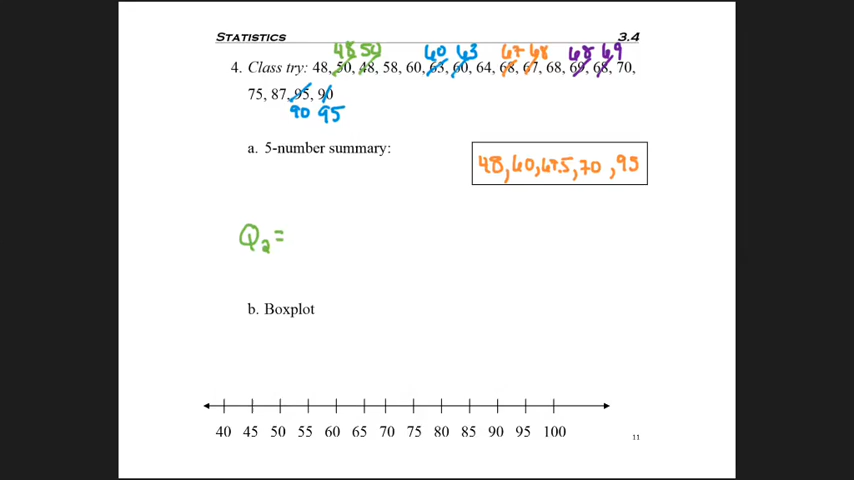 STATISTICS 3.4
48, 50 60 63 67 68 68 69
4. Class try: 48, 50, 48, 58, 60, 63, 60, 64, 68, 67, 68, 69, 68, 70,
75, 87, 95, 90
90 95
a. 5-number summary:
48, 60, 67.5, 70, 95
Q2 =
b. Boxplot
40 45 50 55 60 65 70 75 80 85 90 95 100
11